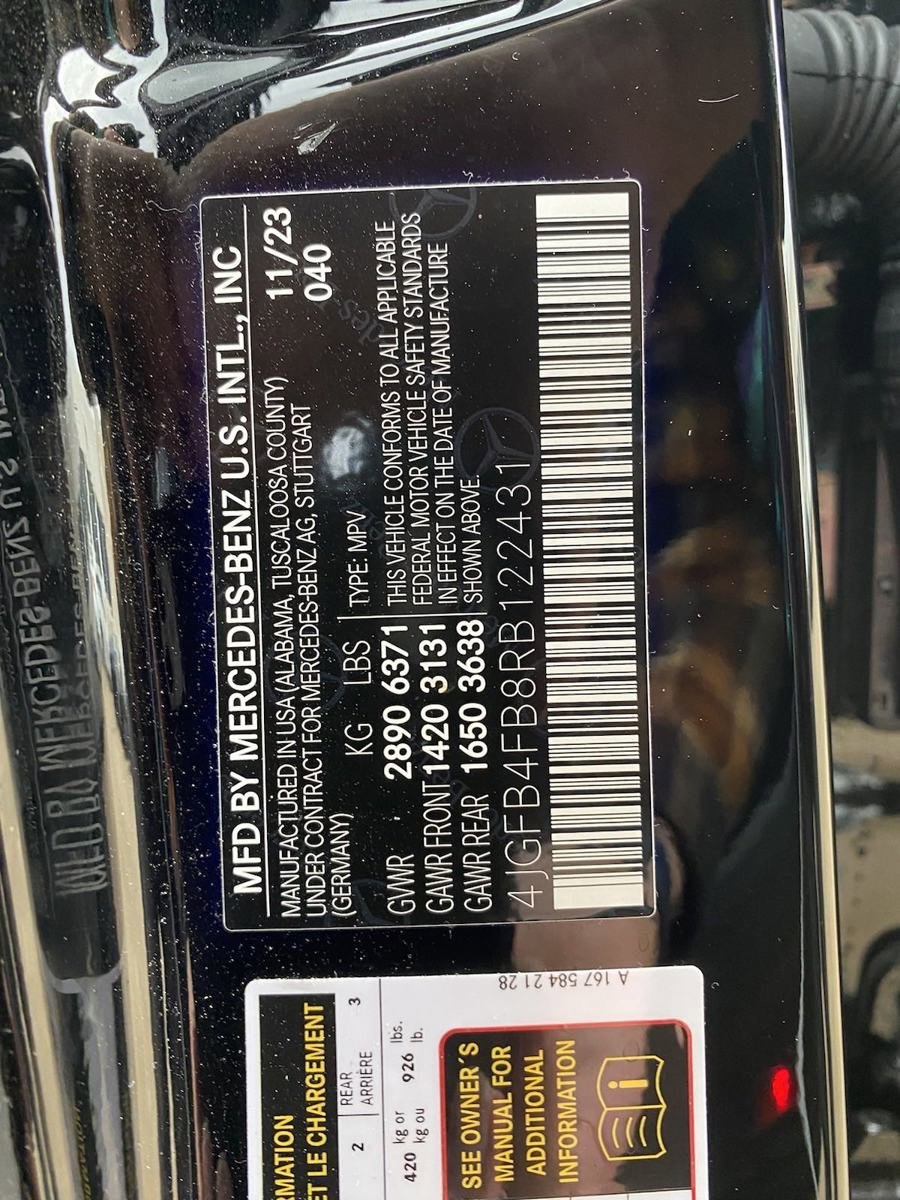 MFD BY MERCEDES-BENZ U.S. INTL., INC
MANUFACTURED IN USA (ALABAMA, TUSCALOOSA COUNTY) 11/23
UNDER CONTRACT FOR MERCEDES-BENZ AG, STUTTGART 040
(GERMANY)
KG LBS TYPE: MPV
GVWR 2890 6371 THIS VEHICLE CONFORMS TO ALL APPLICABLE
GAWR FRONT 1420 3131 FEDERAL MOTOR VEHICLE SAFETY STANDARDS
IN EFFECT ON THE DATE OF MANUFACTURE
GAWR REAR 1650 3638 SHOWN ABOVE.
4JGFB4FB8RB122431
RMATION
ET LE CHARGEMENT
2 REAR 3
ARRIÈRE
420 kg or 926 lbs.
kg ou lb.
SEE OWNER'S
MANUAL FOR
ADDITIONAL
INFORMATION
A 167 584 21 28